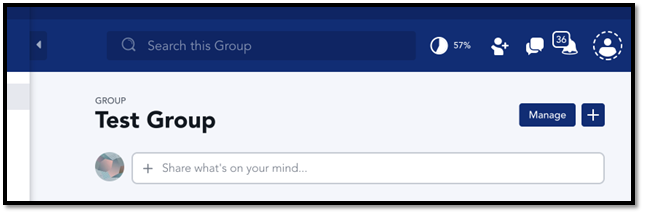 Search this Group
57%
36
GROUP
Test Group
Manage
+
+ Share what's on your mind...